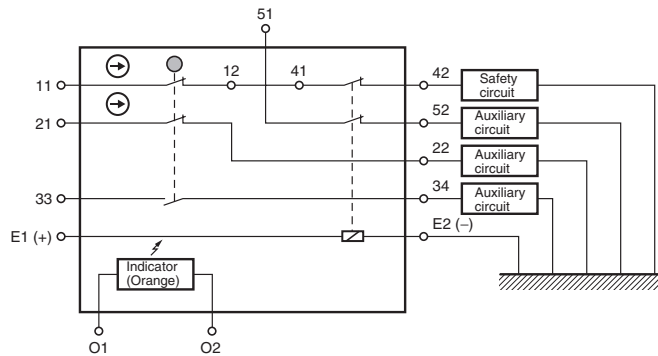 51
11
12
41
42
Safety
circuit
21
52
Auxiliary
circuit
22
Auxiliary
circuit
33
34
Auxiliary
circuit
E1 (+)
E2 (–)
Indicator
(Orange)
O1
O2